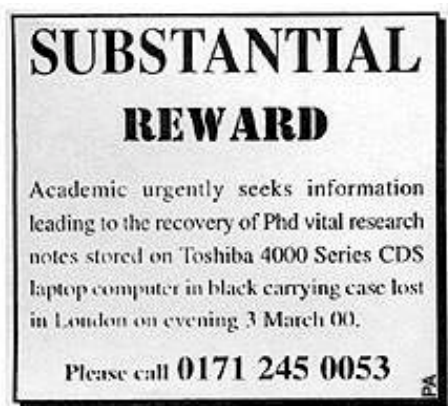 SUBSTANTIAL
REWARD
Academic urgently seeks information
leading to the recovery of Phd vital research
notes stored on Toshiba 4000 Series CDS
laptop computer in black carrying case lost
in London on evening 3 March 00.
Please call 0171 245 0053
PA